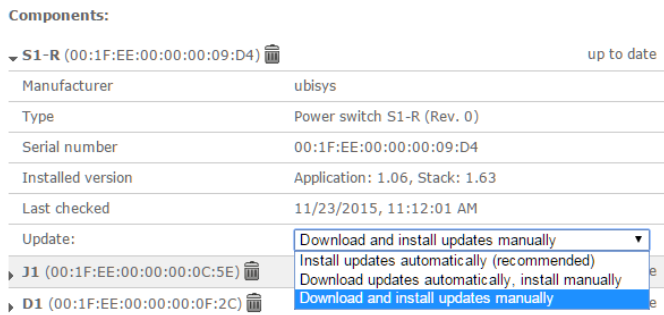 Components:
S1-R (00:1F:EE:00:00:00:09:D4) up to date
Manufacturer ubisys
Type Power switch S1-R (Rev. 0)
Serial number 00:1F:EE:00:00:00:09:D4
Installed version Application: 1.06, Stack: 1.63
Last checked 11/23/2015, 11:12:01 AM
Update: Download and install updates manually
Install updates automatically (recommended)
J1 (00:1F:EE:00:00:00:0C:5E) Download updates automatically, install manually
D1 (00:1F:EE:00:00:00:0F:2C) Download and install updates manually